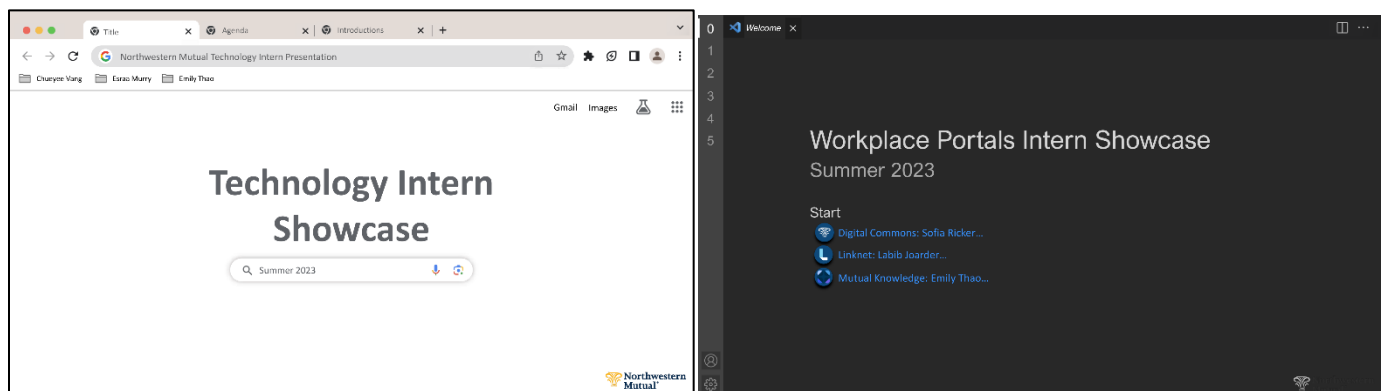 Title
Agenda
Introductions
Northwestern Mutual Technology Intern Presentation
Chueyee Vang
Esraa Murry
Emily Thao
Gmail
Images
Technology Intern
Showcase
Summer 2023
Northwestern
Mutual
0
1
2
3
4
5
Welcome
Workplace Portals Intern Showcase
Summer 2023
Start
Digital Commons: Sofia Ricker...
L
Linknet: Labib Joarder...
Mutual Knowledge: Emily Thao...